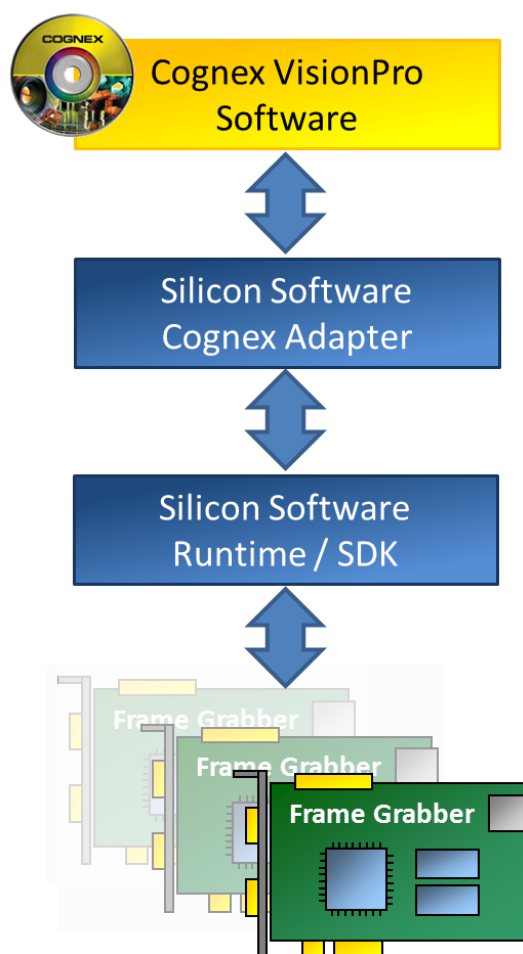 COGNEX
Cognex VisionPro
Software
Silicon Software
Cognex Adapter
Silicon Software
Runtime / SDK
Frame Grabber
Frame Grabber
Frame Grabber